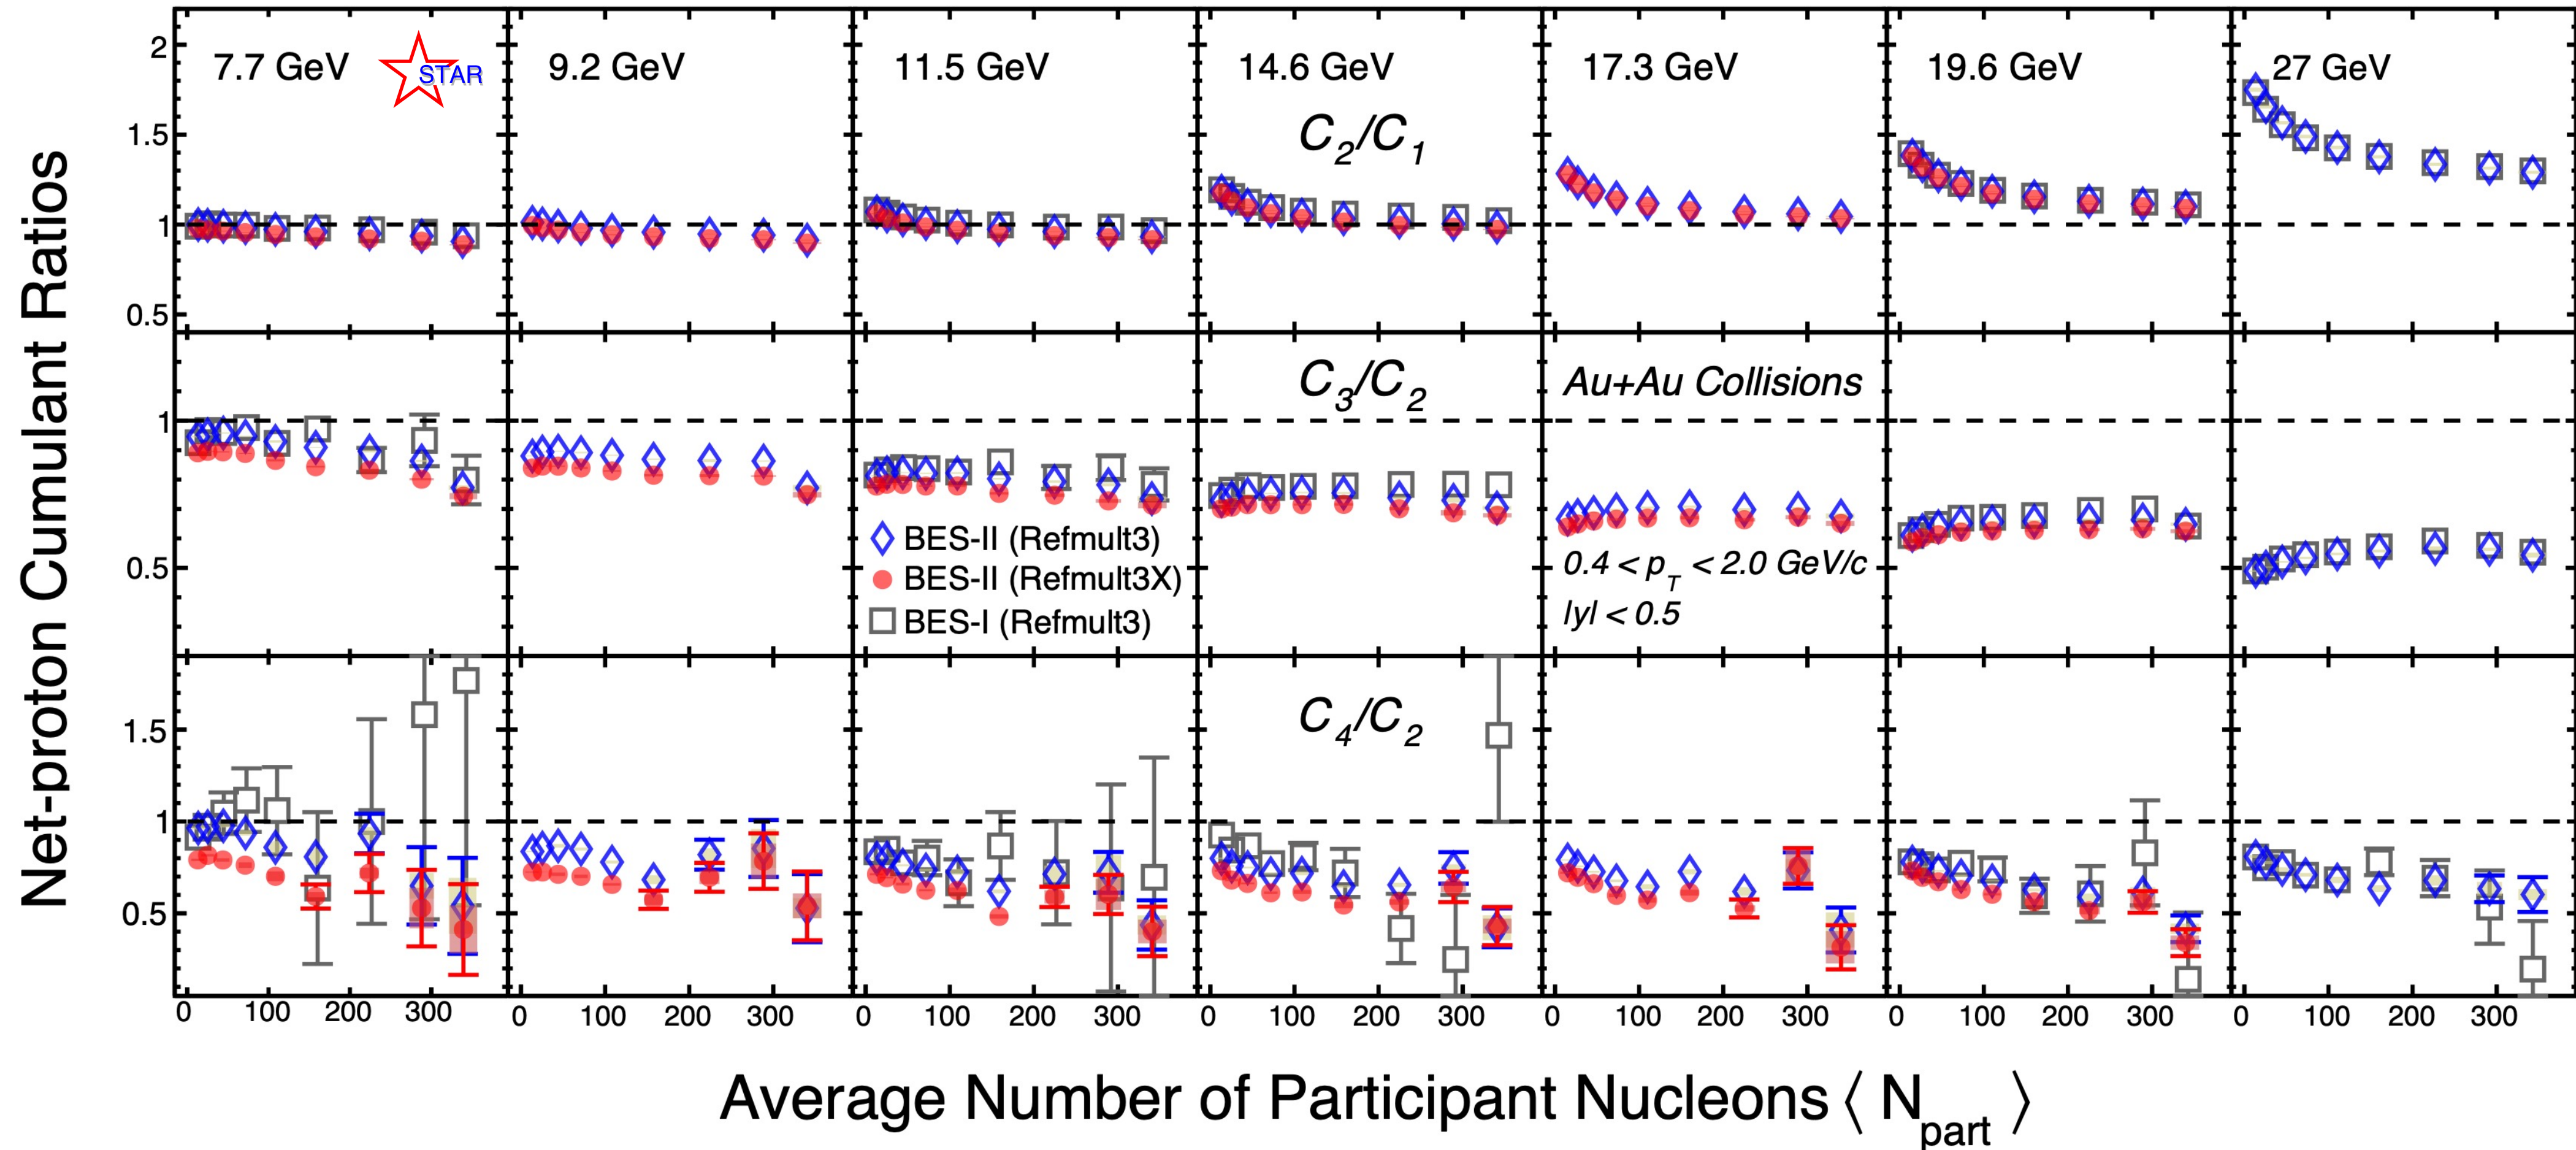 Net-proton Cumulant Ratios
7.7 GeV
STAR
9.2 GeV
11.5 GeV
14.6 GeV
17.3 GeV
19.6 GeV
27 GeV
C2/C1
2
1.5
1
0.5
C3/C2
Au+Au Collisions
1
0.5
BES-II (Refmult3)
BES-II (Refmult3X)
BES-I (Refmult3)
0.4 < pT < 2.0 GeV/c
|y| < 0.5
C4/C2
1.5
1
0.5
0 100 200 300 0 100 200 300 0 100 200 300 0 100 200 300 0 100 200 300 0 100 200 300 0 100 200 300
Average Number of Participant Nucleons ⟨ Npart ⟩